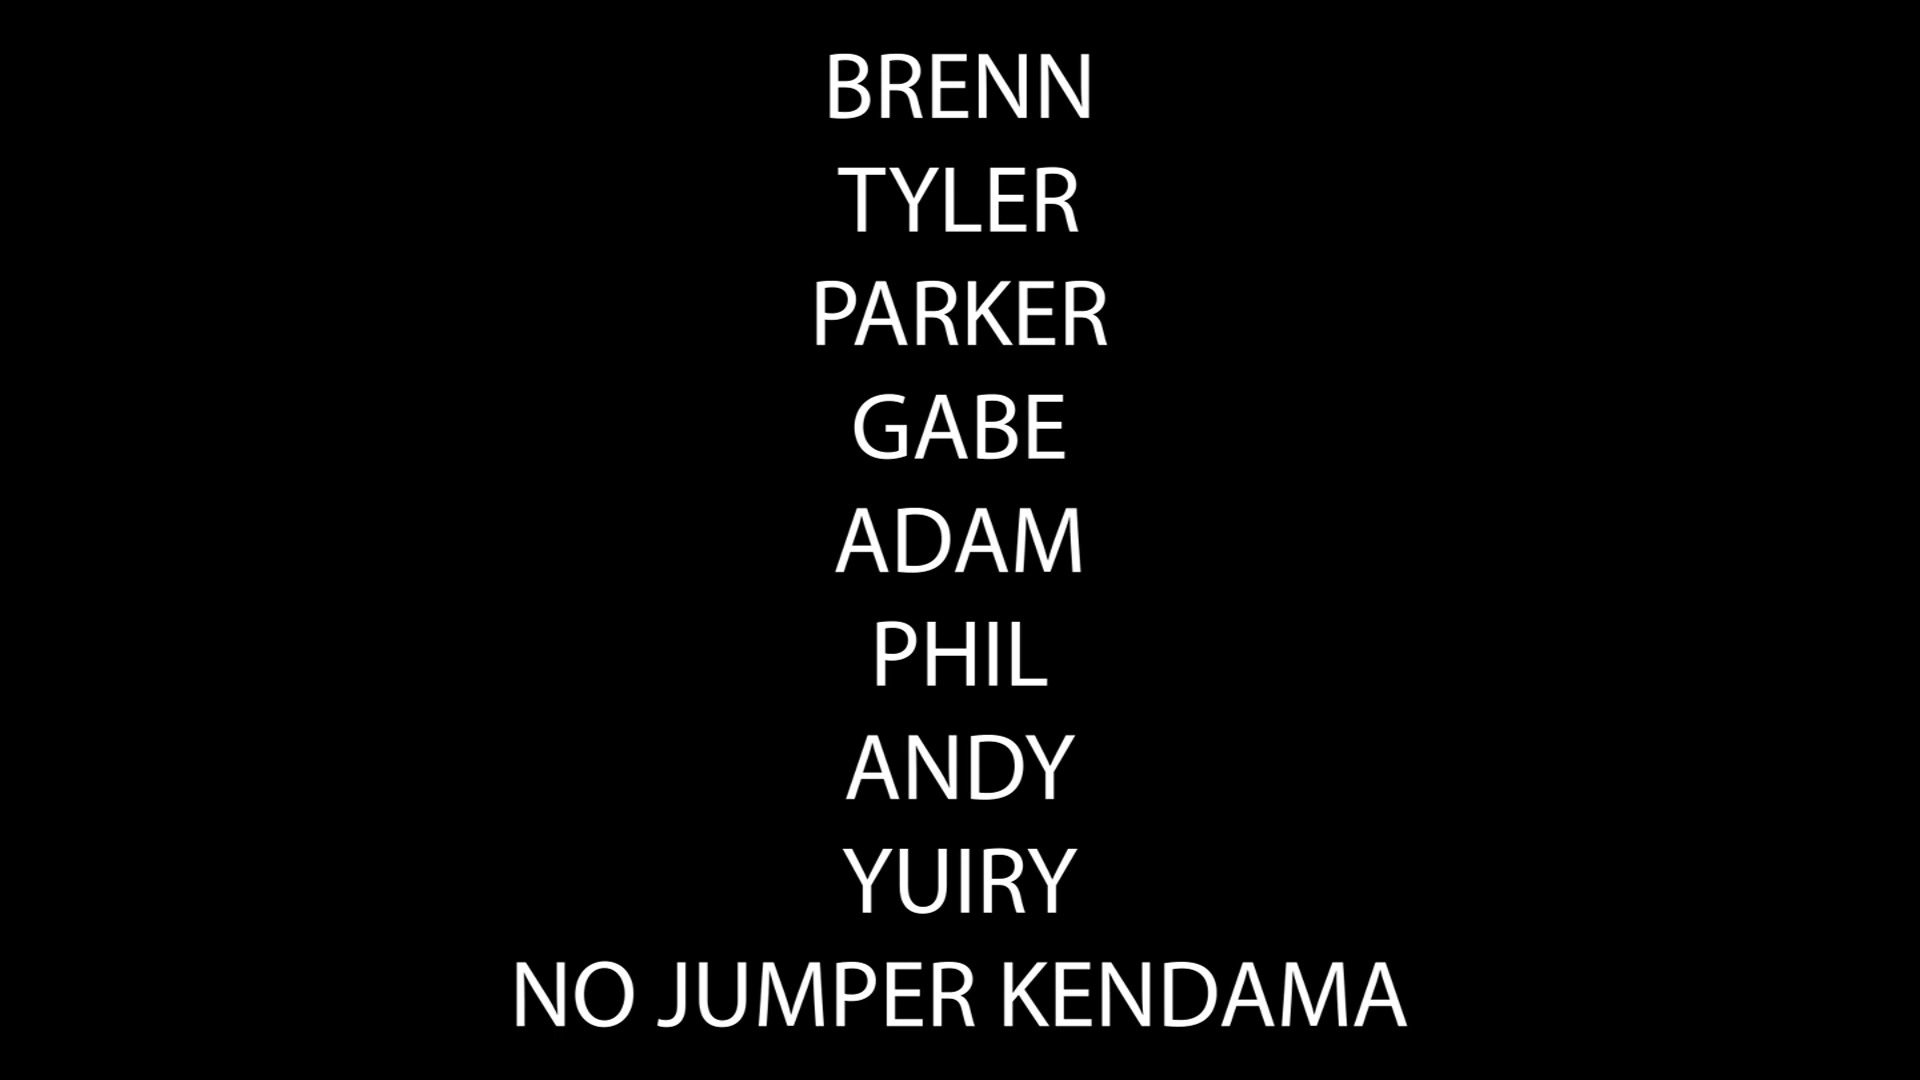 BRENN
TYLER
PARKER
GABE
ADAM
PHIL
ANDY
YUIRY
NO JUMPER KENDAMA